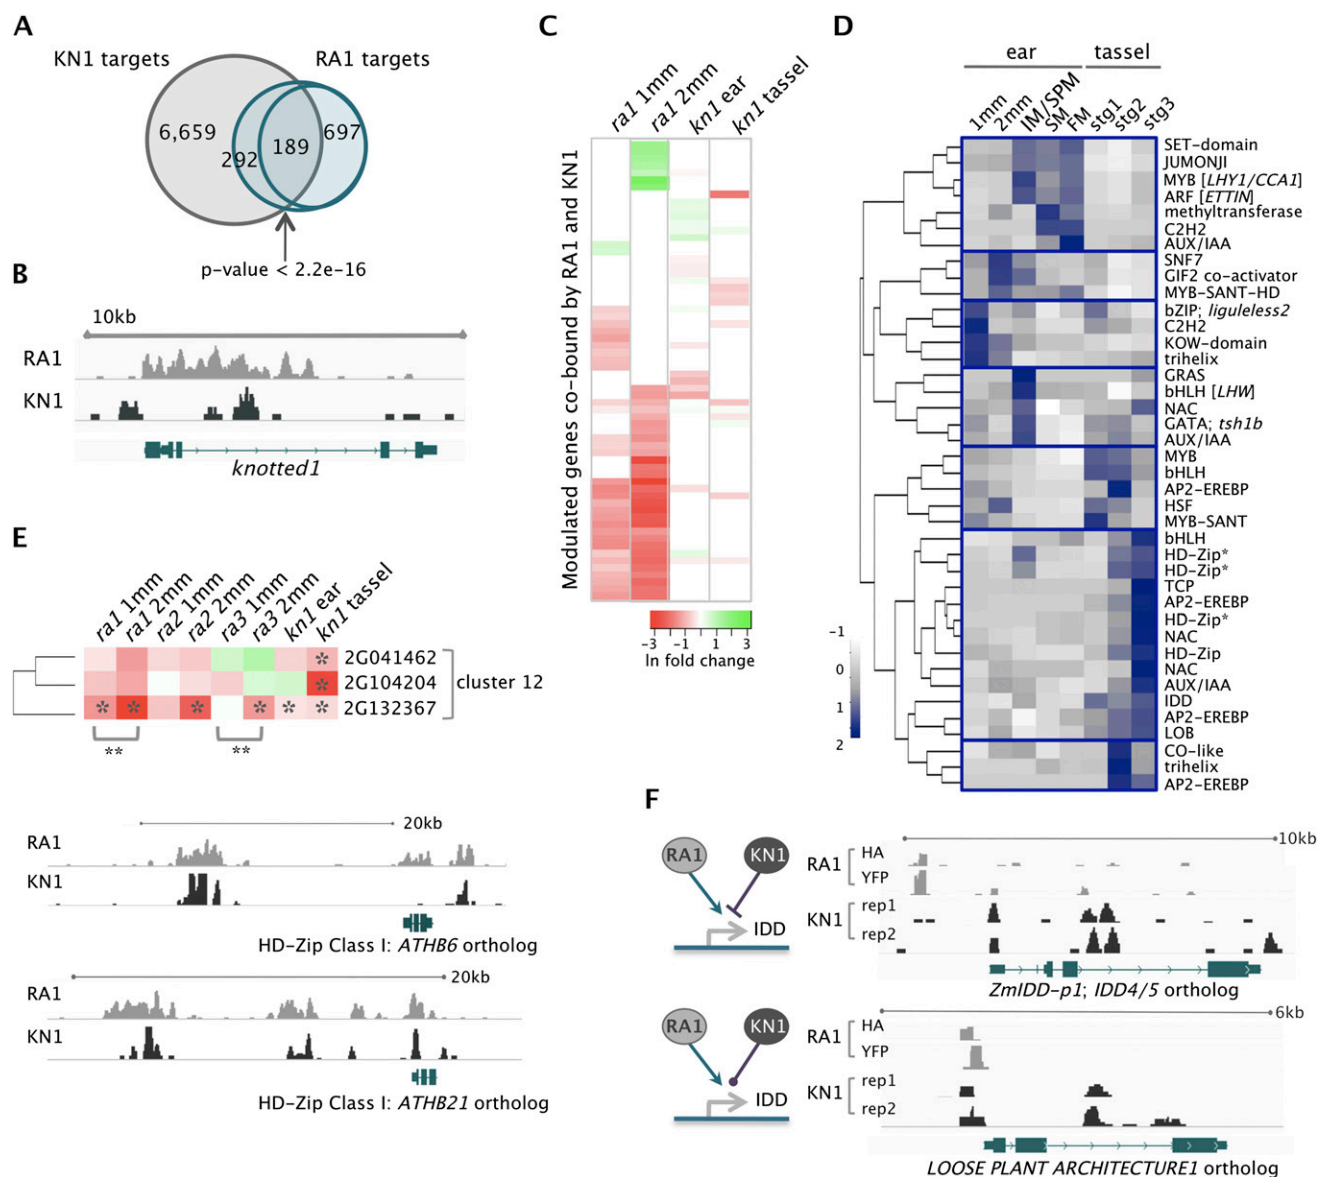 A
KN1 targets
RA1 targets
6,659
292
189
697
p-value < 2.2e-16
B
10kb
RA1
KN1
knotted1
C
ra1 1mm
ra1 2mm
kn1 ear
kn1 tassel
Modulated genes co-bound by RA1 and KN1
-3 -1 1 3
ln fold change
D
ear
tassel
1mm
2mm
IM/SPM
SM
FM
stg1
stg2
stg3
SET-domain
JUMONJI
MYB [LHY1/CCA1]
ARF [ETTIN]
methyltransferase
C2H2
AUX/IAA
SNF7
GIF2 co-activator
MYB-SANT-HD
bZIP; liguleless2
C2H2
KOW-domain
trihelix
GRAS
bHLH [LHW]
NAC
GATA; tsh1b
AUX/IAA
MYB
bHLH
AP2-EREBP
HSF
MYB-SANT
bHLH
HD-Zip*
HD-Zip*
TCP
AP2-EREBP
HD-Zip*
NAC
HD-Zip
NAC
AUX/IAA
IDD
AP2-EREBP
LOB
CO-like
trihelix
AP2-EREBP
-1
0
1
2
E
ra1 1mm
ra1 2mm
ra2 1mm
ra2 2mm
ra3 1mm
ra3 2mm
kn1 ear
kn1 tassel
* 2G041462
* 2G104204
* * * * * * 2G132367
cluster 12
** **
20kb
RA1
KN1
HD-Zip Class I: ATHB6 ortholog
20kb
RA1
KN1
HD-Zip Class I: ATHB21 ortholog
F
RA1
KN1
IDD
10kb
RA1
HA
YFP
KN1
rep1
rep2
ZmIDD-p1; IDD4/5 ortholog
RA1
KN1
IDD
6kb
RA1
HA
YFP
KN1
rep1
rep2
LOOSE PLANT ARCHITECTURE1 ortholog